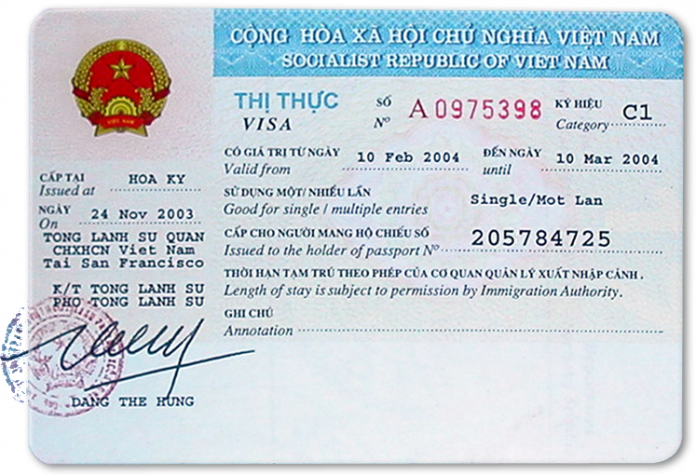 CỘNG HÒA XÃ HỘI CHỦ NGHĨA VIỆT NAM
SOCIALIST REPUBLIC OF VIET NAM
THỊ THỰC SỐ A 0975398 KÝ HIỆU C1
VISA Nº Category
CÓ GIÁ TRỊ TỪ NGÀY 10 Feb 2004 ĐẾN NGÀY 10 Mar 2004
Valid from until
SỬ DỤNG MỘT/ NHIỀU LẦN Single/Mot Lan
Good for single / multiple entries
CẤP CHO NGƯỜI MANG HỘ CHIẾU SỐ 205784725
Issued to the holder of passport Nº
THỜI HẠN TẠM TRÚ THEO PHÉP CỦA CƠ QUAN QUẢN LÝ XUẤT NHẬP CẢNH .
Length of stay is subject to permission by Immigration Authority.
GHI CHÚ
Annotation
VIỆT NAM
CẤP TẠI HOA KY
Issued at
NGÀY 24 Nov 2003
On
TONG LANH SU QUAN
CHXHCN Viet Nam
Tai San Francisco
K/T TONG LANH SU
PHO TONG LANH SU
DANG THE HUNG